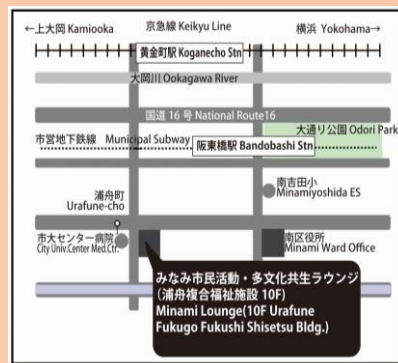 ←上大岡 Kamiooka 京急線 Keikyu Line 横浜 Yokohama→
黄金町駅 Koganecho Stn
大岡川 Ookagawa River
国道 16 号 National Route16
大通り公園 Odori Park
市営地下鉄線 Municipal Subway 阪東橋駅 Bandobashi Stn
南吉田小
Minamiyoshida ES
浦舟町
Urafune-cho
市大センター病院
City Univ.Center Med.Ctr.
南区役所
Minami Ward Office
みなみ市民活動・多文化共生ラウンジ
(浦舟複合福祉施設 10F)
Minami Lounge(10F Urafune
Fukugo Fukushi Shisetsu Bldg.)